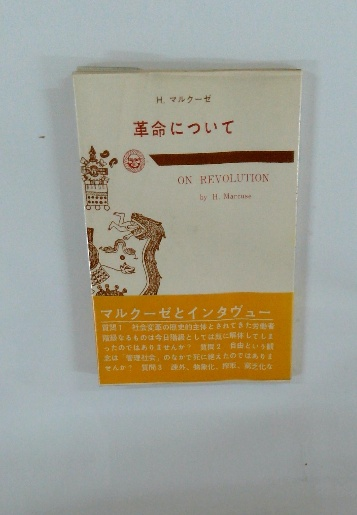 H. マルクーゼ
革命について
ON REVOLUTION
by H. Marcuse
マルクーゼとインタヴュー
質問1 社会変革の歴史的主体とされてきた労働者
階級なるものは今日階級としては既に解体してしま
ったのではありませんか? 質問2 自由という観
念は「管理社会」のなかで死に絶えたのではありま
せんか? 質問3 疎外、物象化、搾取、貧乏化な